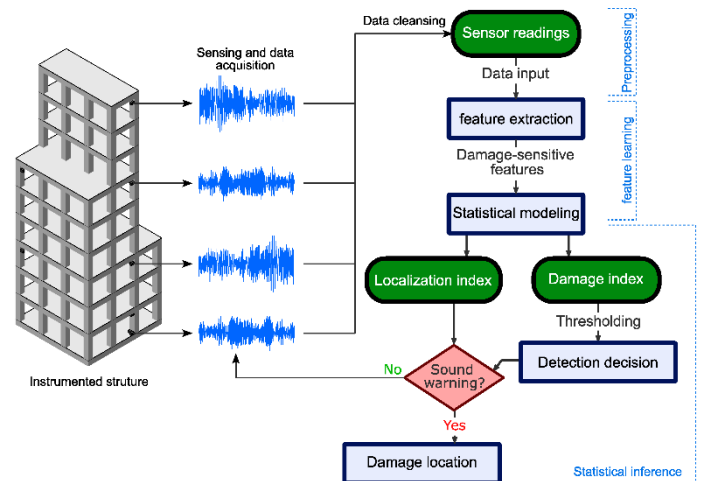 Data cleansing
Sensing and data
acquisition
Sensor readings
Preprocessing
Data input
feature extraction
feature learning
Damage-sensitive
features
Statistical modeling
Localization index
Damage index
Thresholding
No
Sound
warning?
Detection decision
Instrumented struture
Yes
Damage location
Statistical inference